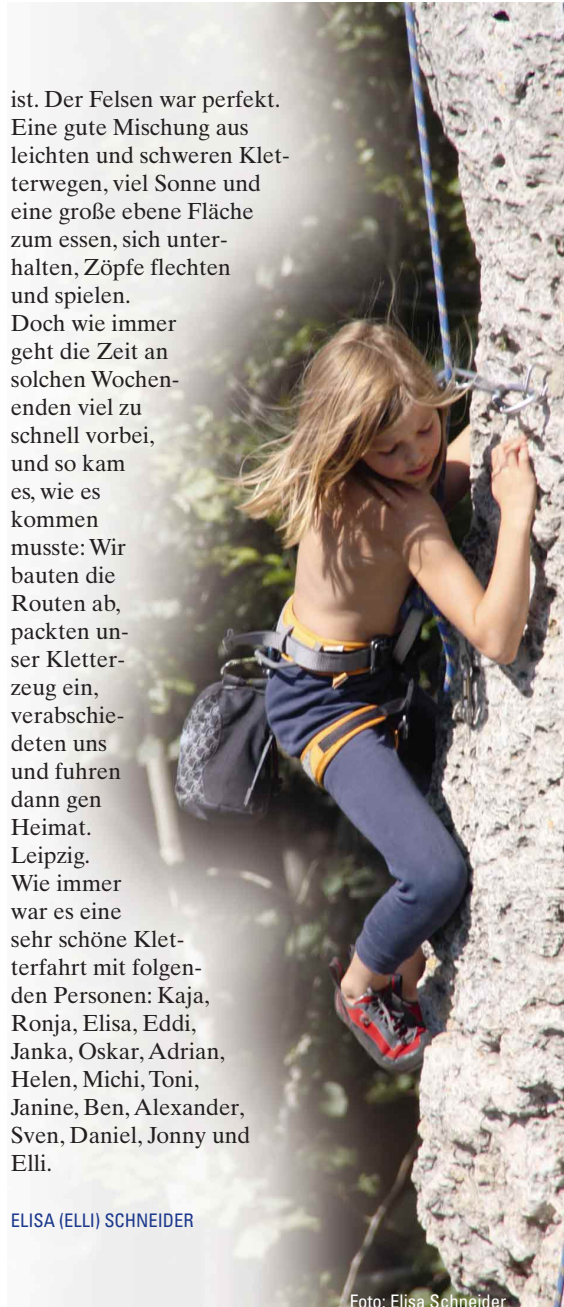 ist. Der Felsen war perfekt.
Eine gute Mischung aus
leichten und schweren Klet-
terwegen, viel Sonne und
eine große ebene Fläche
zum essen, sich unter-
halten, Zöpfe flechten
und spielen.
Doch wie immer
geht die Zeit an
solchen Wochen-
enden viel zu
schnell vorbei,
und so kam
es, wie es
kommen
musste: Wir
bauten die
Routen ab,
packten un-
ser Kletter-
zeug ein,
verabschie-
deten uns
und fuhren
dann gen
Heimat.
Leipzig.
Wie immer
war es eine
sehr schöne Klet-
terfahrt mit folgen-
den Personen: Kaja,
Ronja, Elisa, Eddi,
Janka, Oskar, Adrian,
Helen, Michi, Toni,
Janine, Ben, Alexander,
Sven, Daniel, Jonny und
Elli.
ELISA (ELLI) SCHNEIDER
Foto: Elisa Schneider